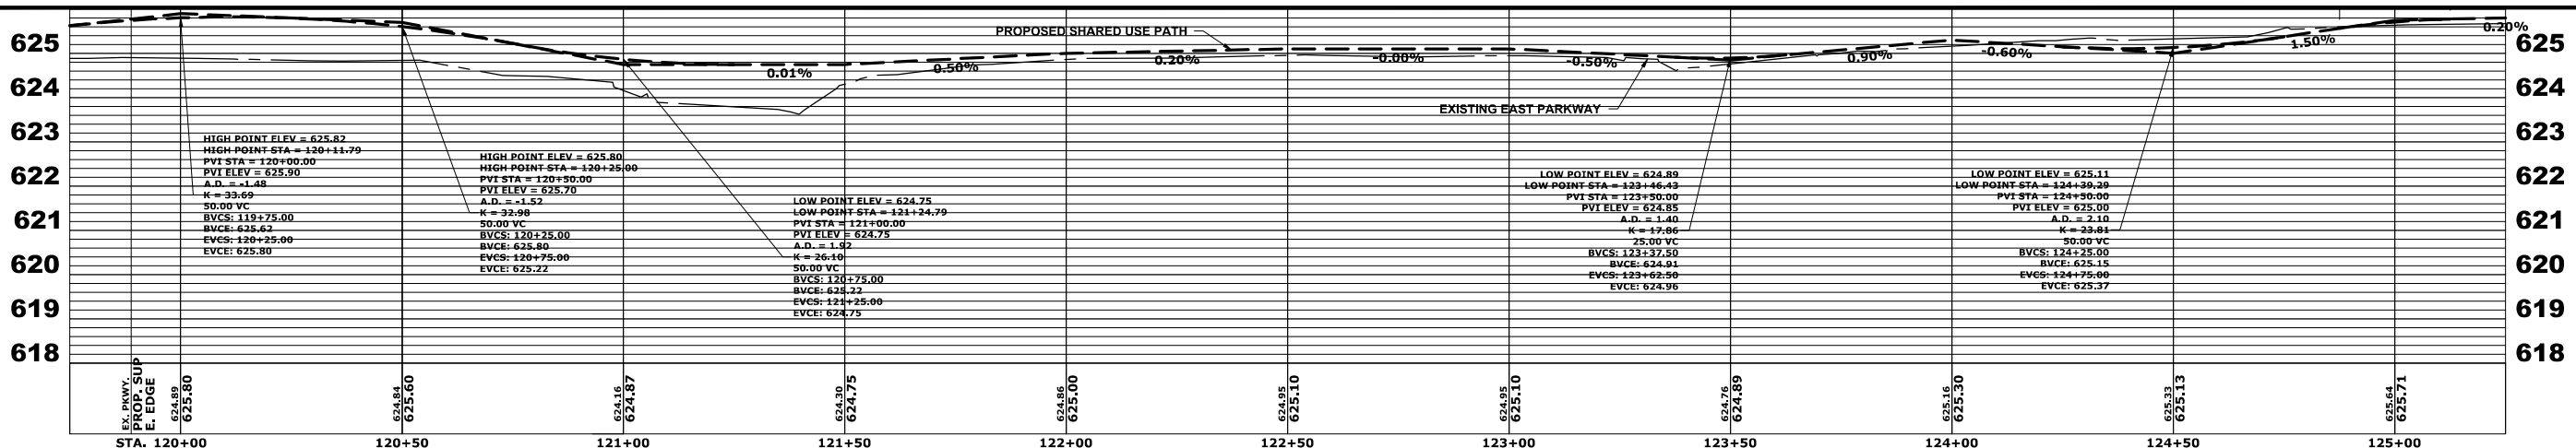 PROPOSED SHARED USE PATH
EXISTING EAST PARKWAY
625
624
623
622
621
620
619
618
625
624
623
622
621
620
619
618
0.01%
0.50%
0.20%
-0.00%
-0.50%
0.90%
-0.60%
1.50%
0.20%
HIGH POINT ELEV = 625.82
HIGH POINT STA = 120+11.79
PVI STA = 120+00.00
PVI ELEV = 625.90
A.D. = -1.48
K = 33.69
50.00 VC
BVCS: 119+75.00
BVCE: 625.62
EVCS: 120+25.00
EVCE: 625.80
HIGH POINT ELEV = 625.80
HIGH POINT STA = 120+25.00
PVI STA = 120+50.00
PVI ELEV = 625.70
A.D. = -1.52
K = 32.98
50.00 VC
BVCS: 120+25.00
BVCE: 625.80
EVCS: 120+75.00
EVCE: 625.22
LOW POINT ELEV = 624.75
LOW POINT STA = 121+24.79
PVI STA = 121+00.00
PVI ELEV = 624.75
A.D. = 1.92
K = 26.10
50.00 VC
BVCS: 120+75.00
BVCE: 625.22
EVCS: 121+25.00
EVCE: 624.75
LOW POINT ELEV = 624.89
LOW POINT STA = 123+46.43
PVI STA = 123+50.00
PVI ELEV = 624.85
A.D. = 1.40
K = 17.86
25.00 VC
BVCS: 123+37.50
BVCE: 624.91
EVCS: 123+62.50
EVCE: 624.96
LOW POINT ELEV = 625.11
LOW POINT STA = 124+39.29
PVI STA = 124+50.00
PVI ELEV = 625.00
A.D. = 2.10
K = 23.81
50.00 VC
BVCS: 124+25.00
BVCE: 625.15
EVCS: 124+75.00
EVCE: 625.37
EX. PKWY.
PROP. SUP
E. EDGE
624.89
625.80
624.84
625.60
624.16
624.87
624.30
624.75
624.86
625.00
624.95
625.10
624.95
625.10
624.76
624.89
625.16
625.30
625.33
625.13
625.64
625.71
STA. 120+00
120+50
121+00
121+50
122+00
122+50
123+00
123+50
124+00
124+50
125+00